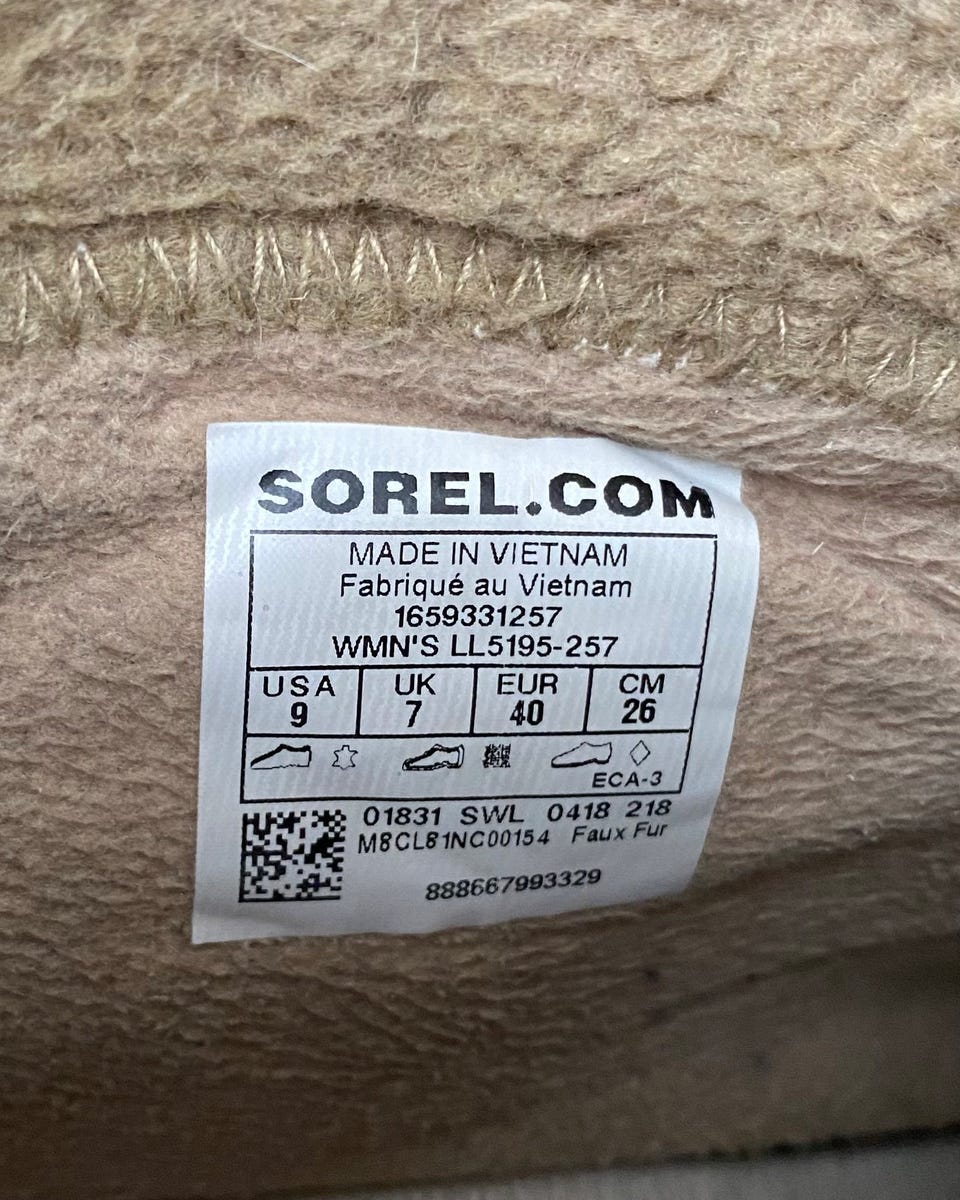 SOREL.COM
MADE IN VIETNAM
Fabriqué au Vietnam
1659331257
WMN'S LL5195-257
USA UK EUR CM
9 7 40 26
ECA-3
01831 SWL 0418 218
M8CL81NC00154 Faux Fur
888667993329